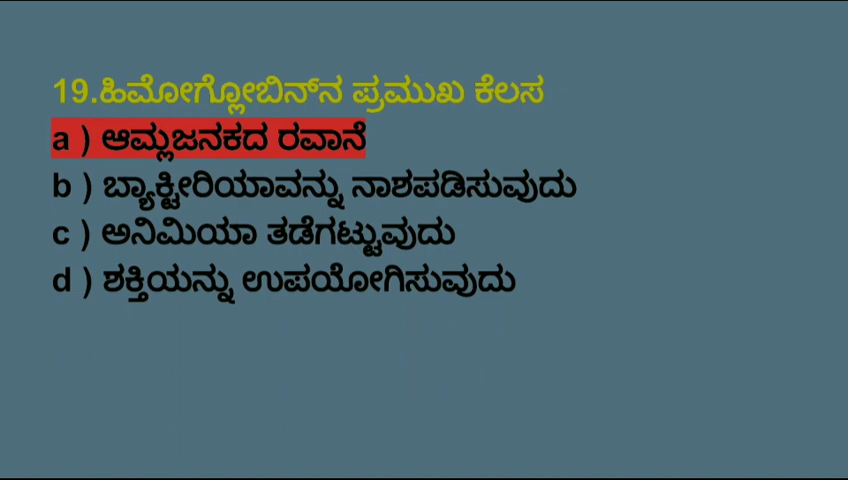 19.ಹಿಮೋಗ್ಲೋಬಿನ್‌ನ ಪ್ರಮುಖ ಕೆಲಸ
a ) ಆಮ್ಲಜನಕದ ರವಾನೆ
b ) ಬ್ಯಾಕ್ಟೀರಿಯಾವನ್ನು ನಾಶಪಡಿಸುವುದು
c ) ಅನಿಮಿಯಾ ತಡೆಗಟ್ಟುವುದು
d ) ಶಕ್ತಿಯನ್ನು ಉಪಯೋಗಿಸುವುದು